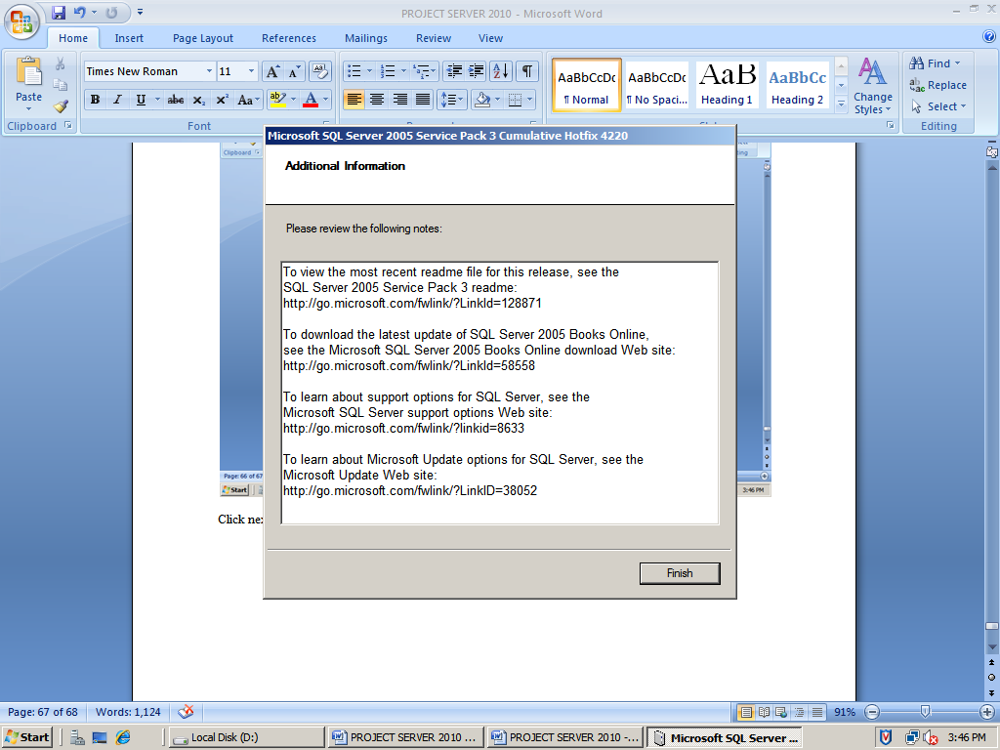 PROJECT SERVER 2010 - Microsoft Word
Home Insert Page Layout References Mailings Review View
Paste
Clipboard
Times New Roman 11
Font
AaBbCcDc AaBbCcDc AaB AaBbCc
¶ Normal ¶ No Spaci... Heading 1 Heading 2
Change Styles
Find
Replace
Select
Editing
Clipboard
Microsoft SQL Server 2005 Service Pack 3 Cumulative Hotfix 4220
Additional Information
Please review the following notes:
To view the most recent readme file for this release, see the
SQL Server 2005 Service Pack 3 readme:
http://go.microsoft.com/fwlink/?LinkId=128871
To download the latest update of SQL Server 2005 Books Online,
see the Microsoft SQL Server 2005 Books Online download Web site:
http://go.microsoft.com/fwlink/?LinkId=58558
To learn about support options for SQL Server, see the
Microsoft SQL Server support options Web site:
http://go.microsoft.com/fwlink/?linkid=8633
To learn about Microsoft Update options for SQL Server, see the
Microsoft Update Web site:
http://go.microsoft.com/fwlink/?LinkID=38052
Finish
Page: 66 of 67
Start 3:46 PM
Click ne
Page: 67 of 68 Words: 1,124 91%
Start Local Disk (D:) PROJECT SERVER 2010 ... PROJECT SERVER 2010 -... Microsoft SQL Server ... 3:46 PM